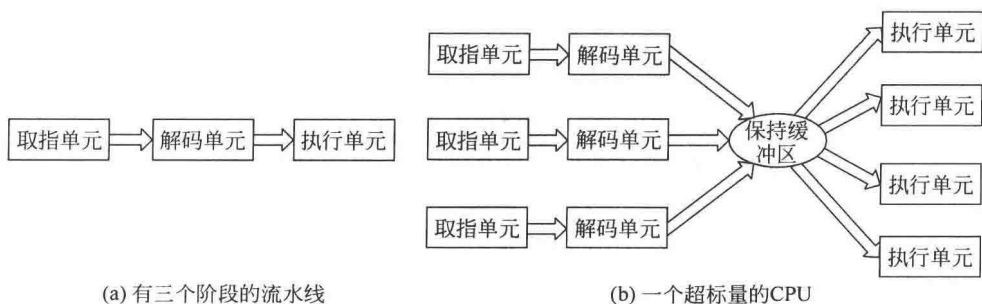 取指单元
解码单元
执行单元
取指单元
解码单元
取指单元
解码单元
取指单元
解码单元
保持缓
冲区
执行单元
执行单元
执行单元
执行单元
(a) 有三个阶段的流水线
(b) 一个超标量的CPU